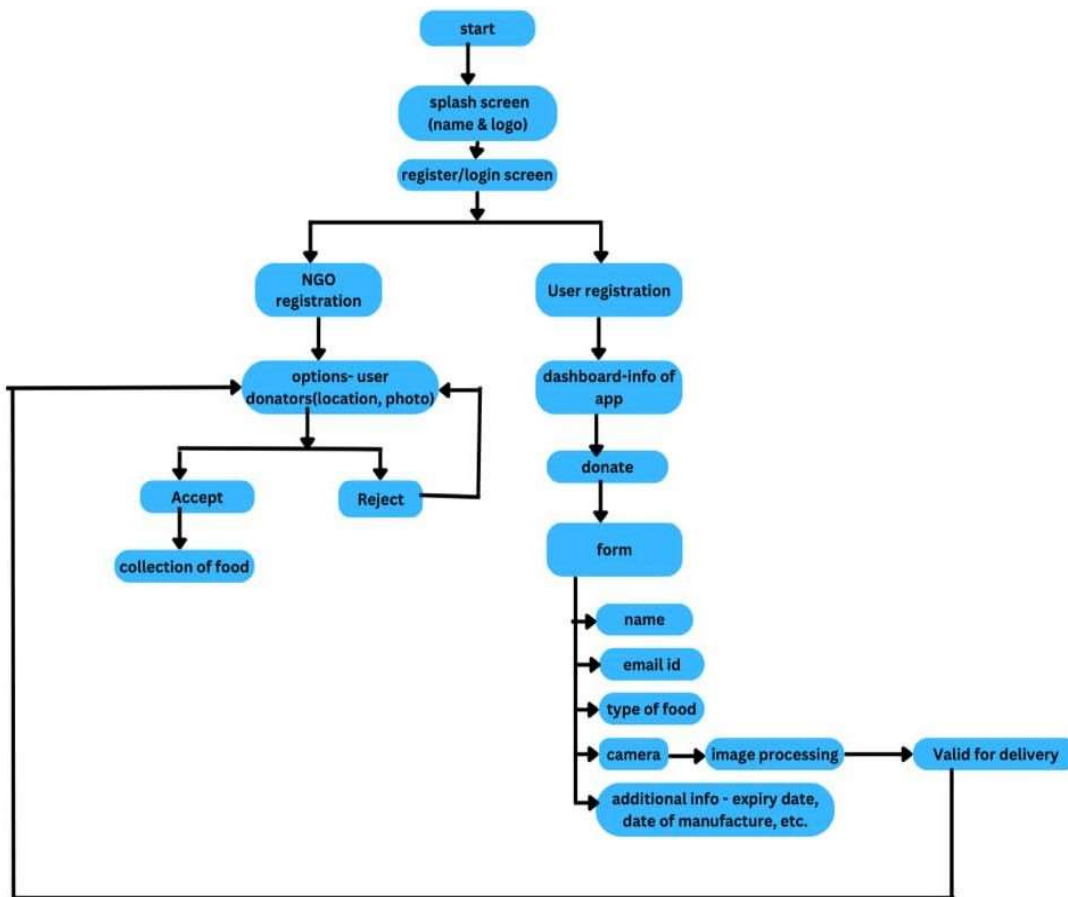 start
splash screen
(name & logo)
register/login screen
NGO
registration
User registration
options- user
donators(location, photo)
dashboard-info of
app
Accept
Reject
collection of food
donate
form
name
email id
type of food
camera
image processing
Valid for delivery
additional info - expiry date,
date of manufacture, etc.